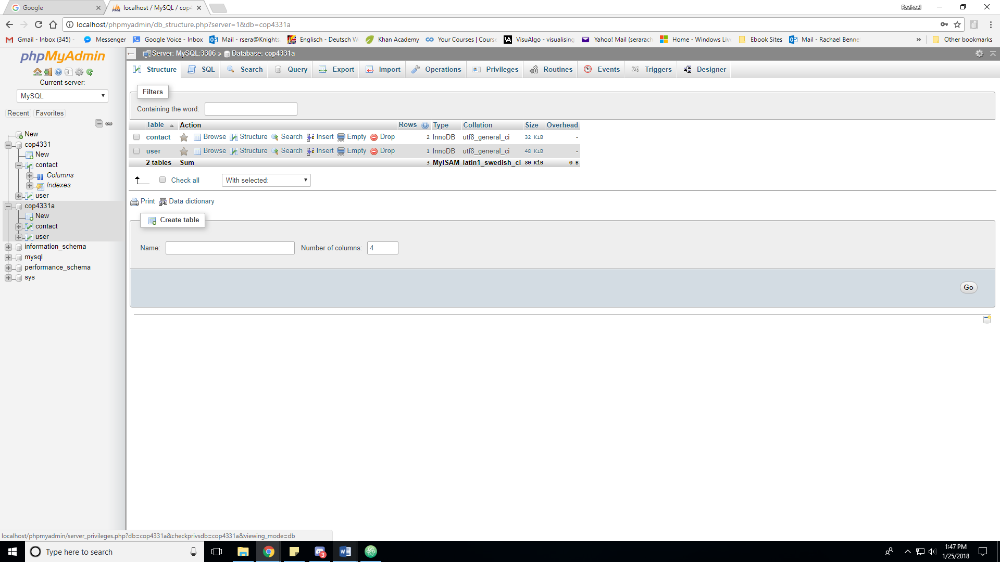 Google
localhost / MySQL / cop4
Rachael
localhost/phpmyadmin/db_structure.php?server=1&db=cop4331a
Gmail - Inbox (345) -
Messenger
Google Voice - Inbox
Mail - rsera@Knights
Englisch - Deutsch W
Khan Academy
Your Courses | Course
VisuAlgo - visualising
Yahoo! Mail (serarach
Home - Windows Live
Ebook Sites
Mail - Rachael Benne
»
Other bookmarks
phpMyAdmin
Current server:
MySQL
Recent Favorites
New
cop4331
New
contact
Columns
Indexes
user
cop4331a
New
contact
user
information_schema
mysql
performance_schema
sys
Server: MySQL:3306 » Database: cop4331a
Structure SQL Search Query Export Import Operations Privileges Routines Events Triggers Designer
Filters
Containing the word:
Table Action Rows Type Collation Size Overhead
contact Browse Structure Search Insert Empty Drop 2 InnoDB utf8_general_ci 32 KiB -
user Browse Structure Search Insert Empty Drop 1 InnoDB utf8_general_ci 48 KiB -
2 tables Sum 3 MyISAM latin1_swedish_ci 80 KiB 0 B
Check all With selected:
Print Data dictionary
Create table
Name: Number of columns: 4
Go
localhost/phpmyadmin/server_privileges.php?db=cop4331a&checkprivsdb=cop4331a&viewing_mode=db
Type here to search
3
1:47 PM
1/25/2018